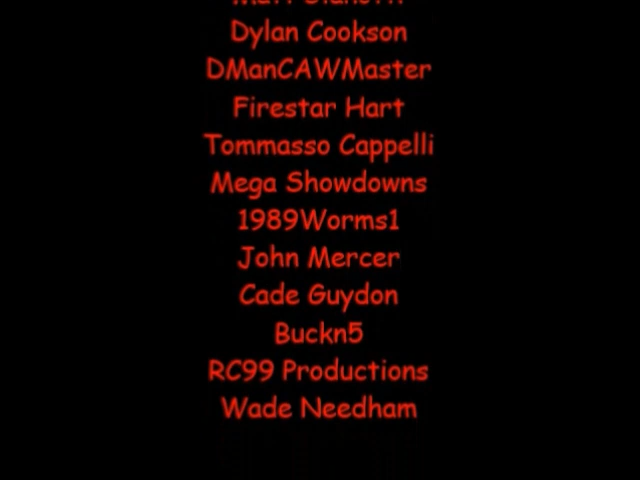 Dylan Cookson
DManCAWMaster
Firestar Hart
Tommasso Cappelli
Mega Showdowns
1989Worms1
John Mercer
Cade Guydon
Buckn5
RC99 Productions
Wade Needham